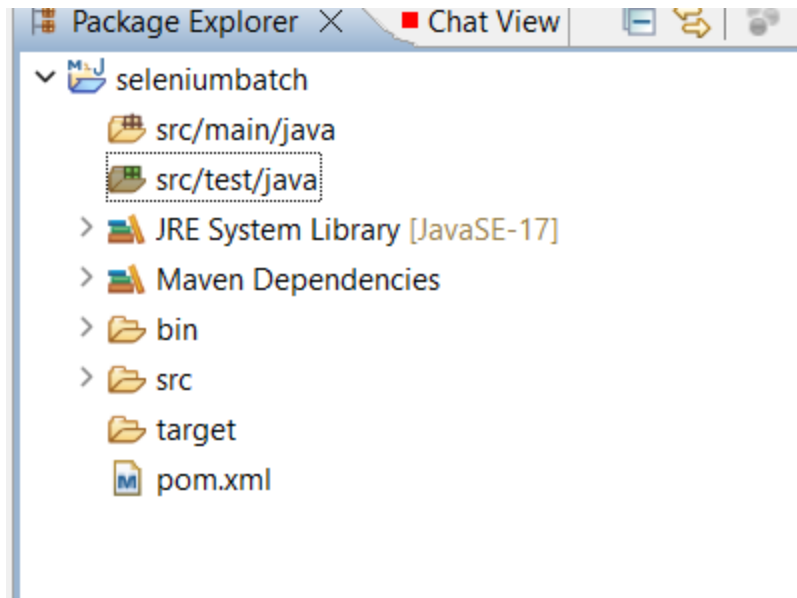 Package Explorer Chat View
seleniumbatch
src/main/java
src/test/java
JRE System Library [JavaSE-17]
Maven Dependencies
bin
src
target
pom.xml